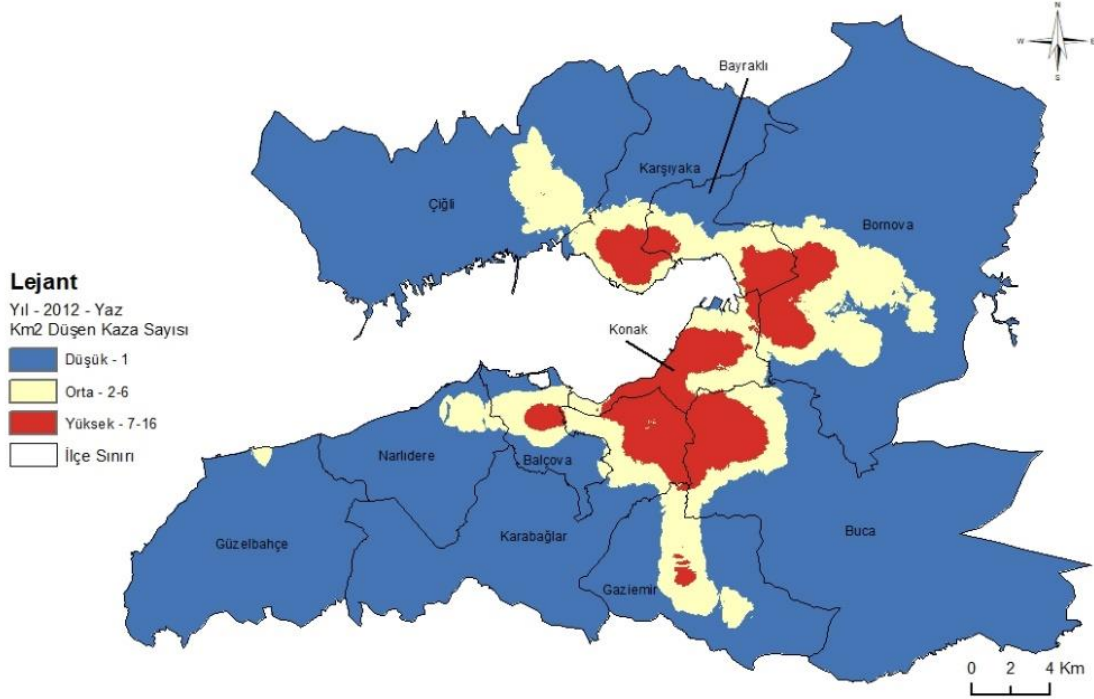 N
W E
S
Bayraklı
Karşıyaka
Çiğli
Bornova
Lejant
Yıl - 2012 - Yaz
Km2 Düşen Kaza Sayısı
Düşük - 1
Orta - 2-6
Yüksek - 7-16
İlçe Sınırı
Konak
Narlıdere
Balçova
Güzelbahçe
Karabağlar
Buca
Gaziemir
0 2 4 Km